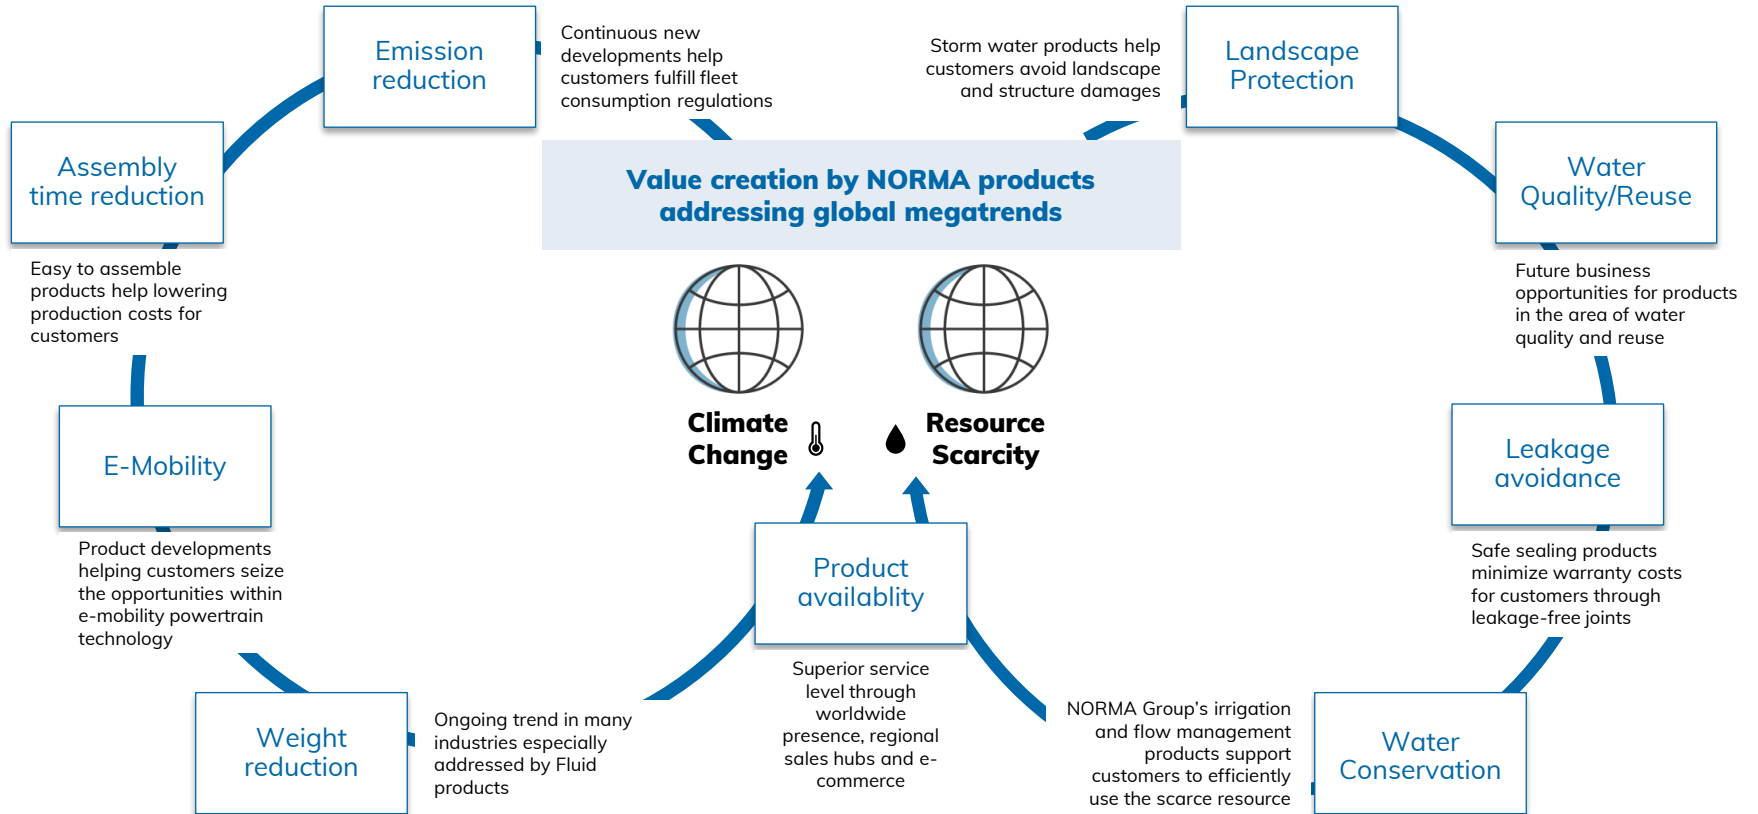 Emission
reduction
Continuous new
developments help
customers fulfill fleet
consumption regulations
Storm water products help
customers avoid landscape
and structure damages
Landscape
Protection
Assembly
time reduction
Value creation by NORMA products
addressing global megatrends
Water
Quality/Reuse
Easy to assemble
products help lowering
production costs for
customers
Future business
opportunities for products
in the area of water
quality and reuse
Climate
Change
Resource
Scarcity
E-Mobility
Leakage
avoidance
Product developments
helping customers seize
the opportunities within
e-mobility powertrain
technology
Product
availablity
Safe sealing products
minimize warranty costs
for customers through
leakage-free joints
Weight
reduction
Ongoing trend in many
industries especially
addressed by Fluid
products
Superior service
level through
worldwide
presence, regional
sales hubs and e-
commerce
NORMA Group’s irrigation
and flow management
products support
customers to efficiently
use the scarce resource
Water
Conservation